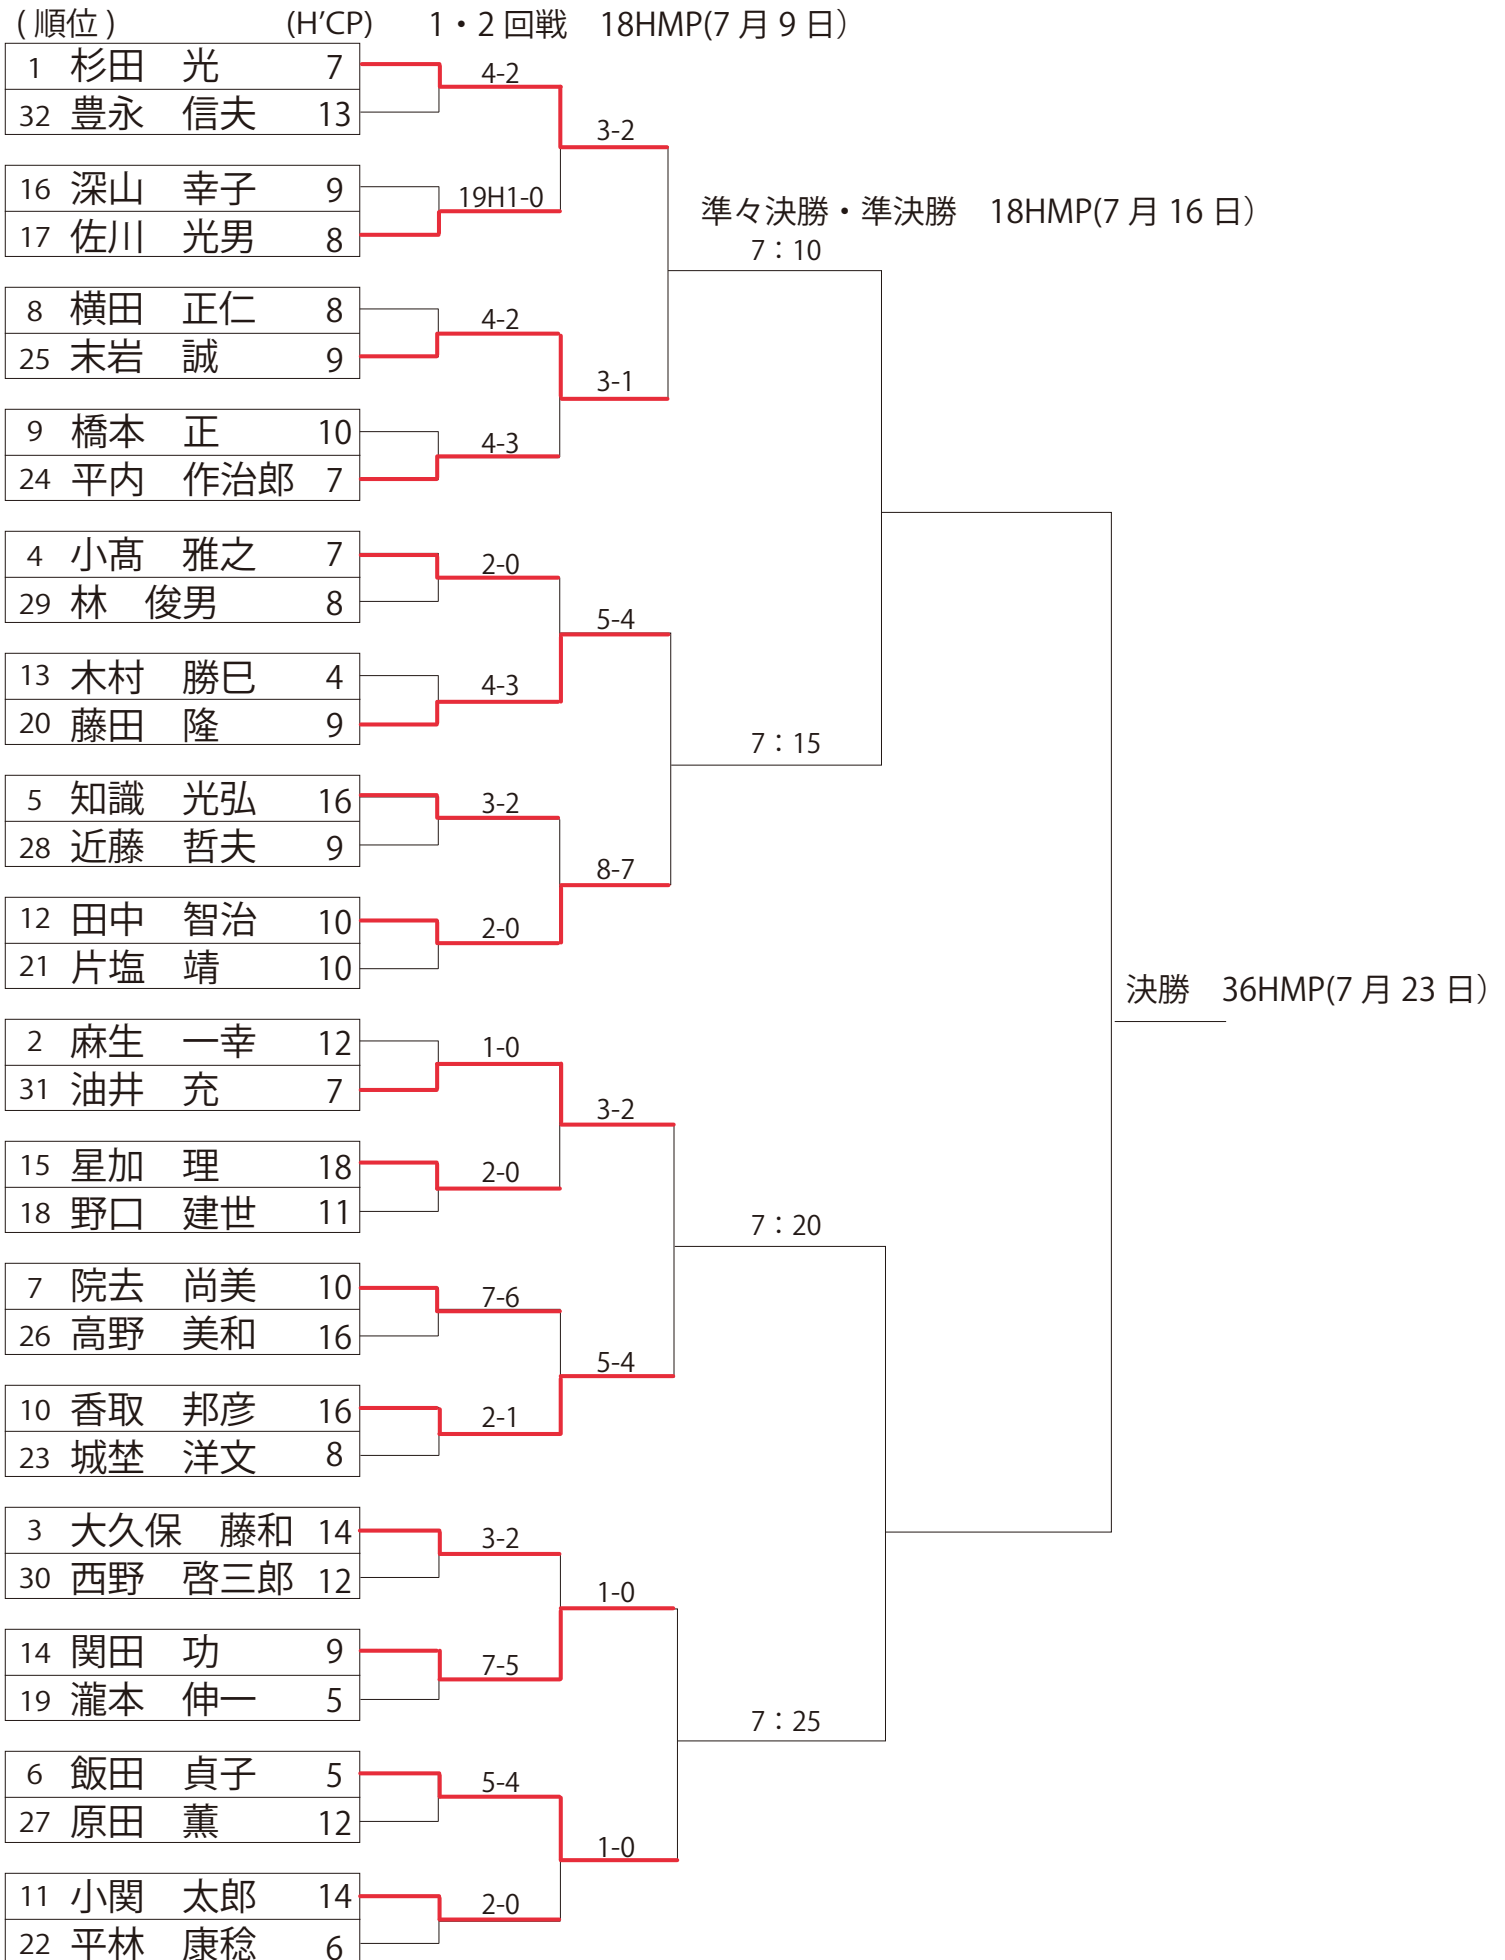 (順位) (H’CP) 1・2回戦 18HMP(7月9日)
1 杉田 光 7
4-2
32 豊永 信夫 13
3-2
16 深山 幸子 9
19H1-0
17 佐川 光男 8
準々決勝・準決勝 18HMP(7月16日)
7：10
8 横田 正仁 8
4-2
25 末岩 誠 9
3-1
9 橋本 正 10
4-3
24 平内 作治郎 7
4 小髙 雅之 7
2-0
29 林 俊男 8
5-4
13 木村 勝巳 4
4-3
20 藤田 隆 9
7：15
5 知識 光弘 16
3-2
28 近藤 哲夫 9
8-7
12 田中 智治 10
2-0
21 片塩 靖 10
決勝 36HMP(7月23日)
2 麻生 一幸 12
1-0
31 油井 充 7
3-2
15 星加 理 18
2-0
18 野口 建世 11
7：20
7 院去 尚美 10
7-6
26 高野 美和 16
5-4
10 香取 邦彦 16
2-1
23 城埜 洋文 8
3 大久保 藤和 14
3-2
30 西野 啓三郎 12
1-0
14 関田 功 9
7-5
19 瀧本 伸一 5
7：25
6 飯田 貞子 5
5-4
27 原田 薫 12
1-0
11 小関 太郎 14
2-0
22 平林 康稔 6